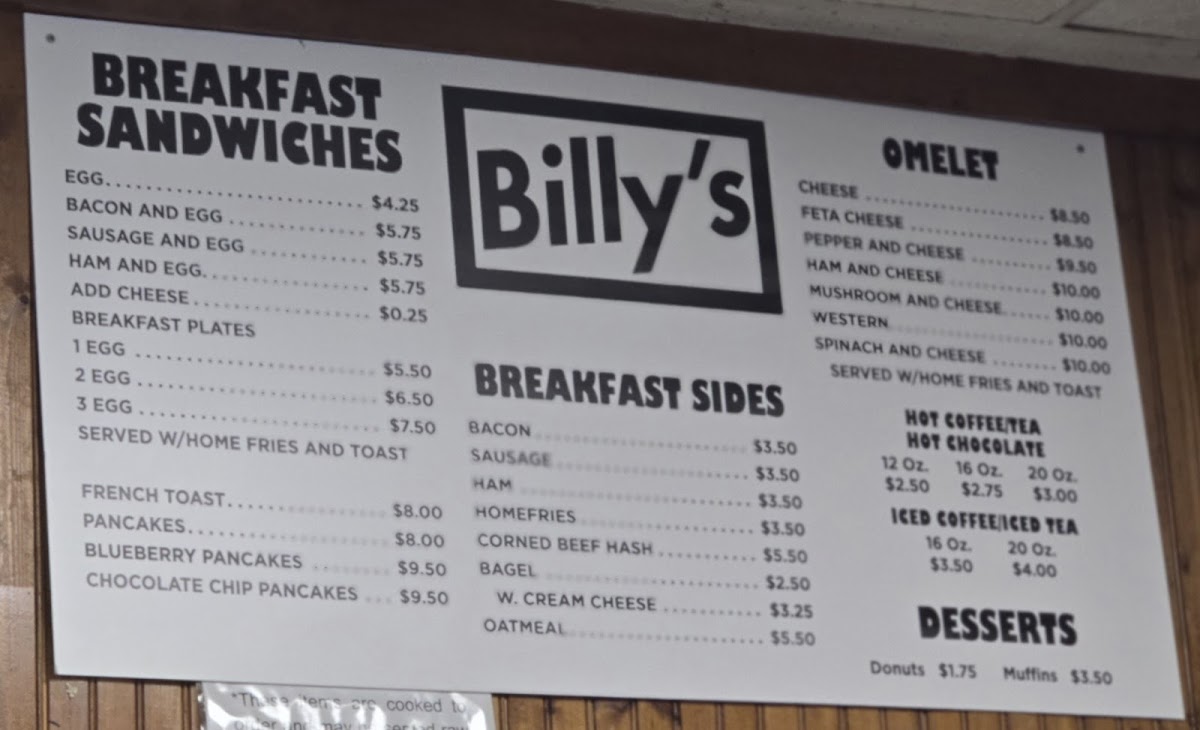 BREAKFAST
SANDWICHES
EGG $4.25
BACON AND EGG $5.75
SAUSAGE AND EGG $5.75
HAM AND EGG $5.75
ADD CHEESE $0.25
BREAKFAST PLATES
1 EGG $5.50
2 EGG $6.50
3 EGG $7.50
SERVED W/HOME FRIES AND TOAST
FRENCH TOAST $8.00
PANCAKES $8.00
BLUEBERRY PANCAKES $9.50
CHOCOLATE CHIP PANCAKES $9.50
Billy's
BREAKFAST SIDES
BACON $3.50
SAUSAGE $3.50
HAM $3.50
HOMEFRIES $3.50
CORNED BEEF HASH $5.50
BAGEL $2.50
W. CREAM CHEESE $3.25
OATMEAL $5.50
OMELET
CHEESE $8.50
FETA CHEESE $8.50
PEPPER AND CHEESE $9.50
HAM AND CHEESE $10.00
MUSHROOM AND CHEESE $10.00
WESTERN $10.00
SPINACH AND CHEESE $10.00
SERVED W/HOME FRIES AND TOAST
HOT COFFEE/TEA
HOT CHOCOLATE
12 Oz. 16 Oz. 20 Oz.
$2.50 $2.75 $3.00
ICED COFFEE/ICED TEA
16 Oz. 20 Oz.
$3.50 $4.00
DESSERTS
Donuts $1.75 Muffins $3.50
*These items are cooked to
order and may